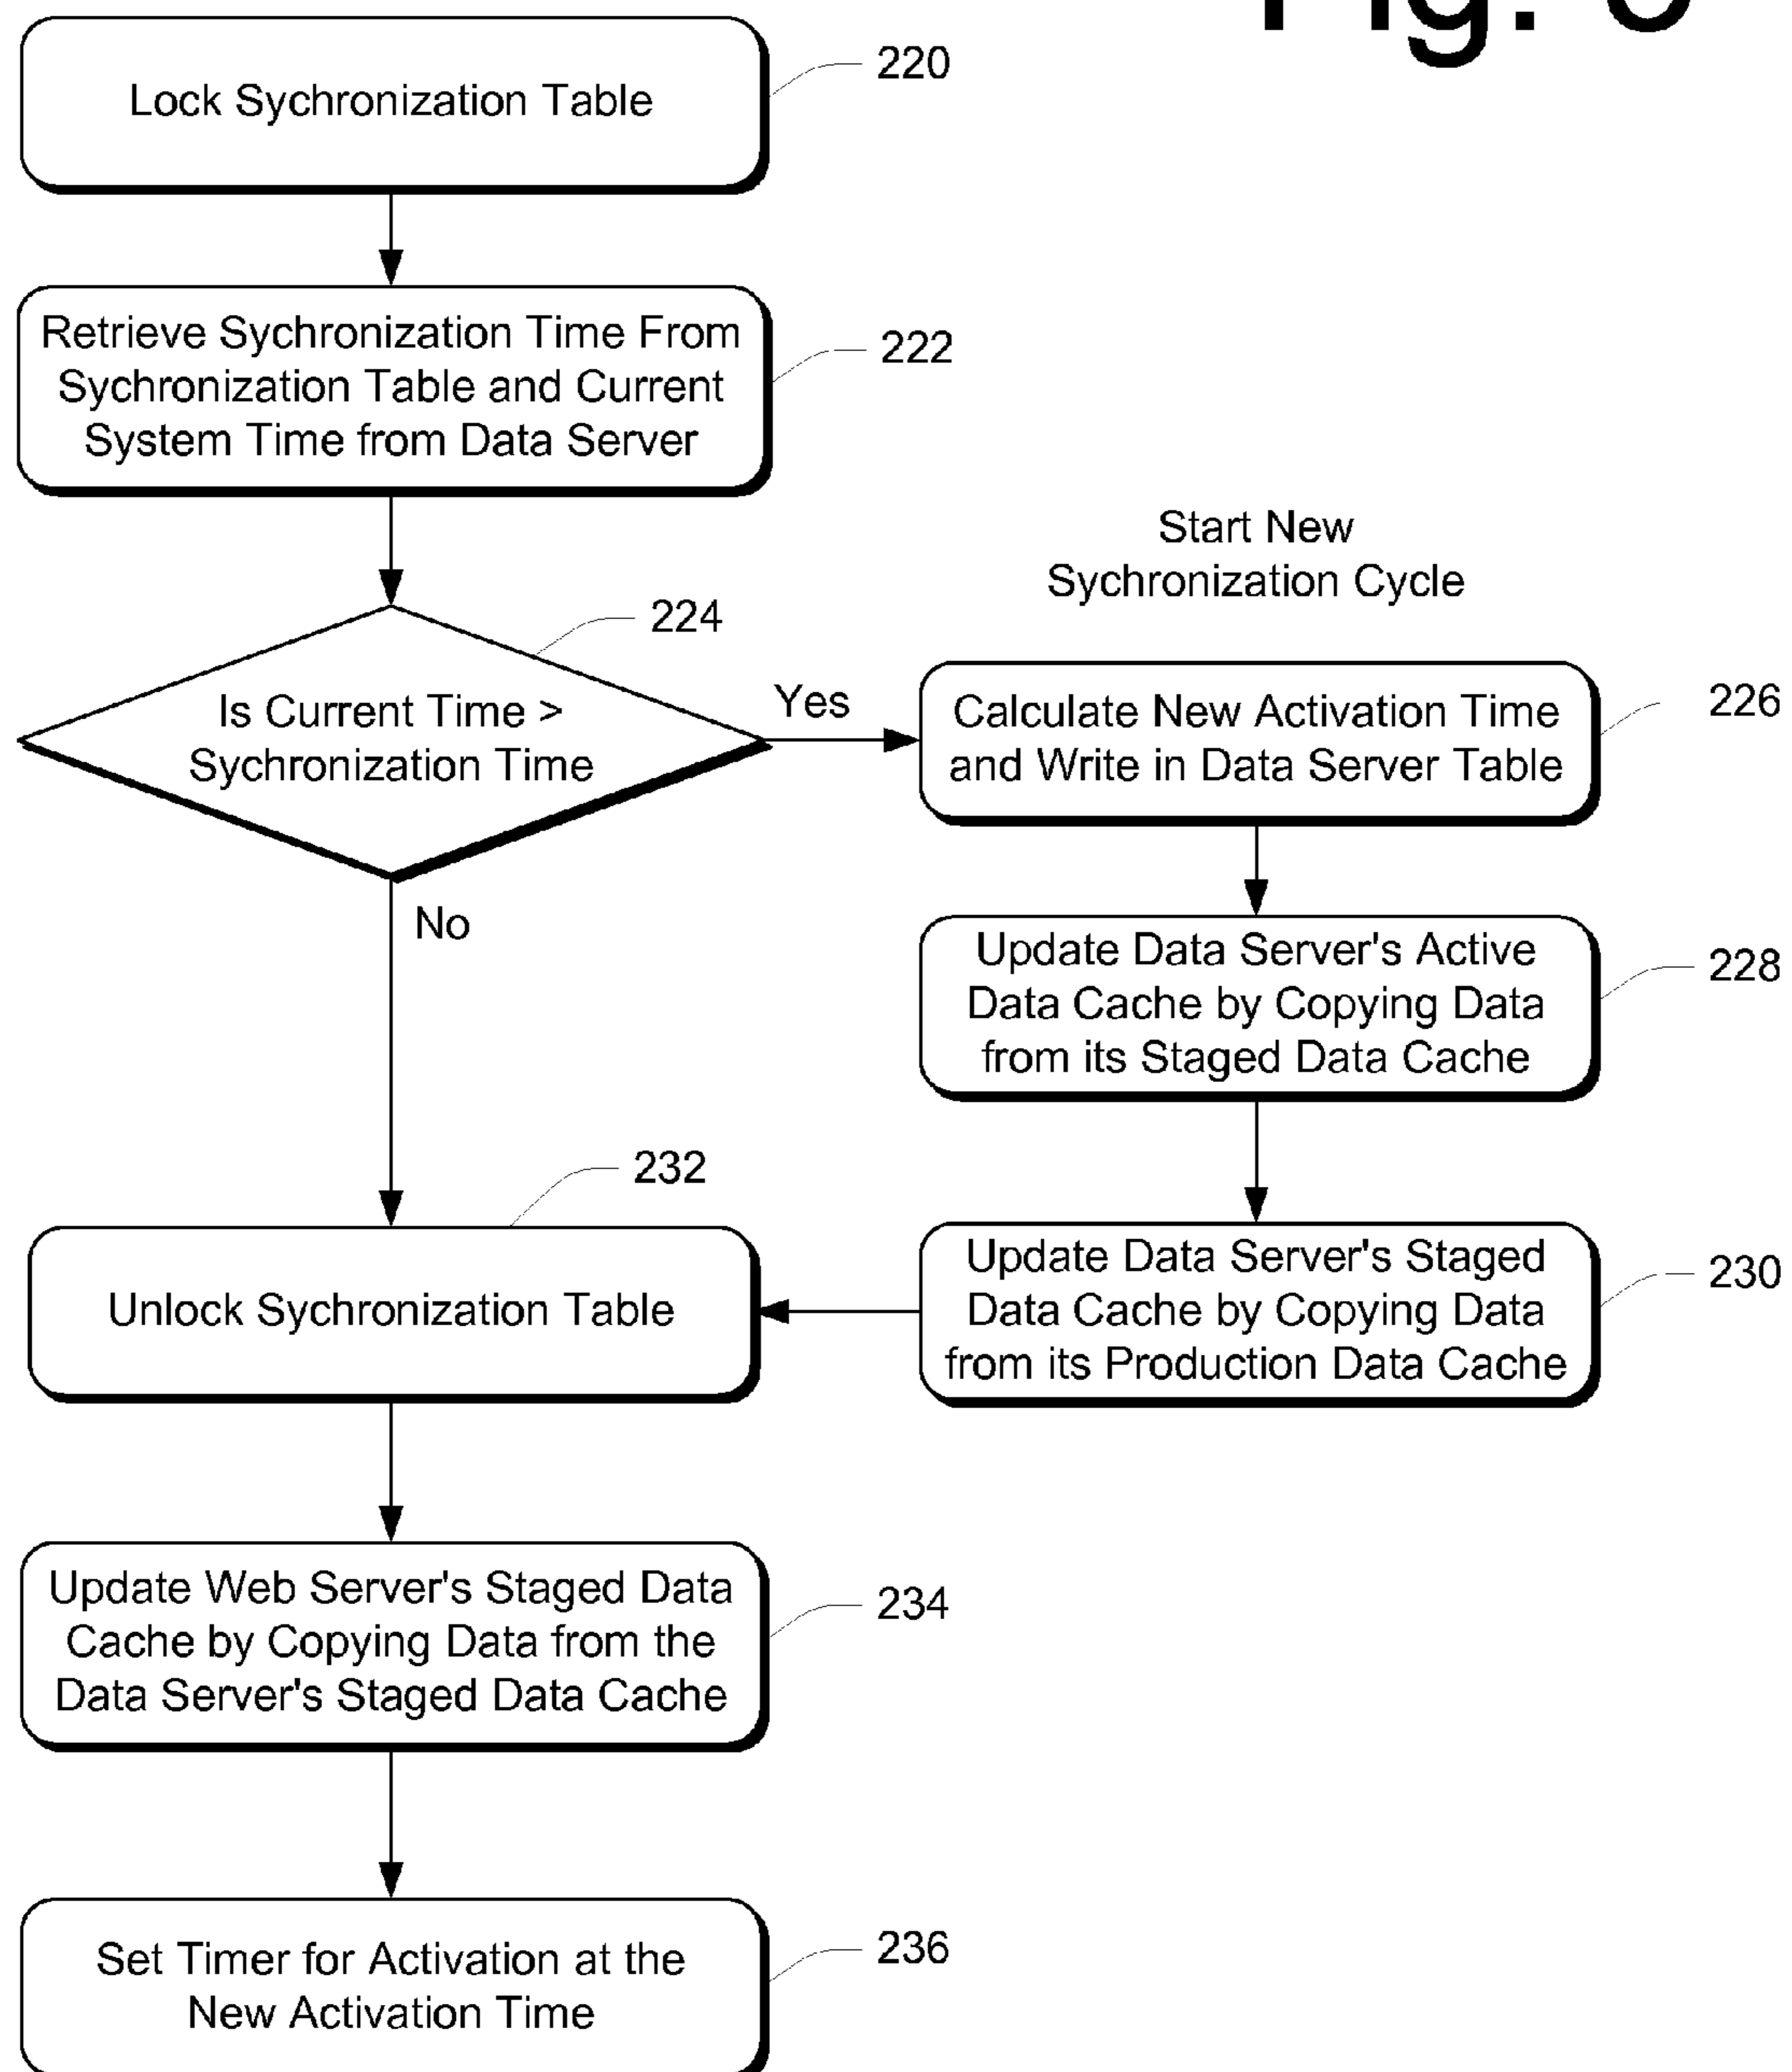 Fig.
Lock Sychronization Table
220
Retrieve Sychronization Time From
Sychronization Table and Current
System Time from Data Server
222
Start New
Sychronization Cycle
224
Is Current Time >
Sychronization Time
Yes
Calculate New Activation Time
and Write in Data Server Table
226
No
Update Data Server's Active
Data Cache by Copying Data
from its Staged Data Cache
228
232
Unlock Sychronization Table
Update Data Server's Staged
Data Cache by Copying Data
from its Production Data Cache
230
Update Web Server's Staged Data
Cache by Copying Data from the
Data Server's Staged Data Cache
234
Set Timer for Activation at the
New Activation Time
236